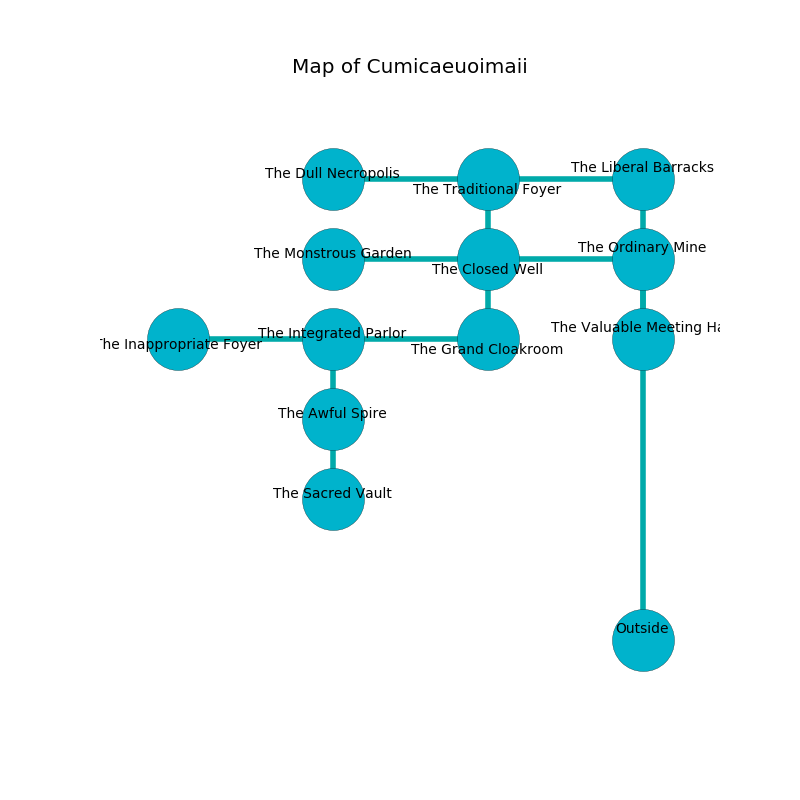 Map of Cumicaeuoimaii
The Liberal Barracks
The Dull Necropolis
The Traditional Foyer
The Ordinary Mine
The Monstrous Garden
The Closed Well
The Valuable Meeting Ha
The Integrated Parlor
he Inappropriate Foyer
The Grand Cloakroom
The Awful Spire
The Sacred Vault
Outside